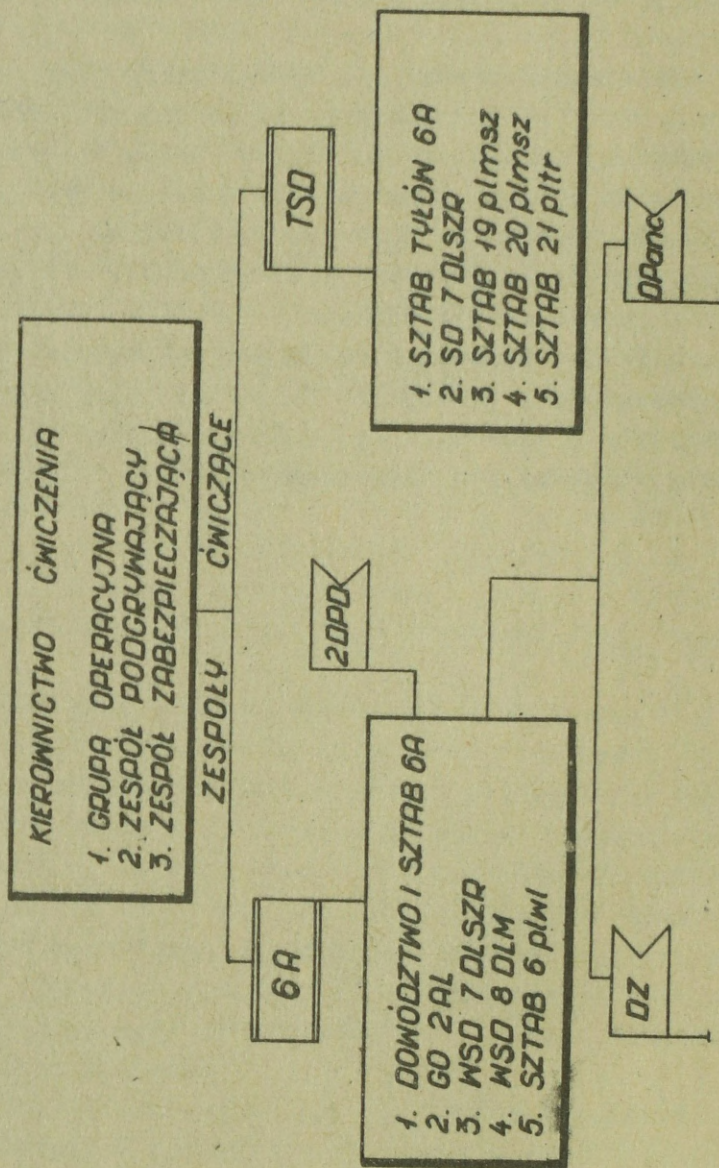 KIEROWNICTWO ĆWICZENIA
1. GRUPA OPERACYJNA
2. ZESPÓŁ PODGRYWAJĄCY
3. ZESPÓŁ ZABEZPIECZAJĄCĄ
ZESPOŁY ĆWICZĄCE
6A
TSD
1. DOWÓDZTWO I SZTAB 6A
2. GO 2AL
3. WSD 7 DLSZR
4. WSD 8 DLM
5. SZTAB 6 plwl
2DPD
1. SZTAB TYŁÓW 6A
2. SD 7 DLSZR
3. SZTAB 19 plmsz
4. SZTAB 20 plmsz
5. SZTAB 21 pltr
DZ
DPanc